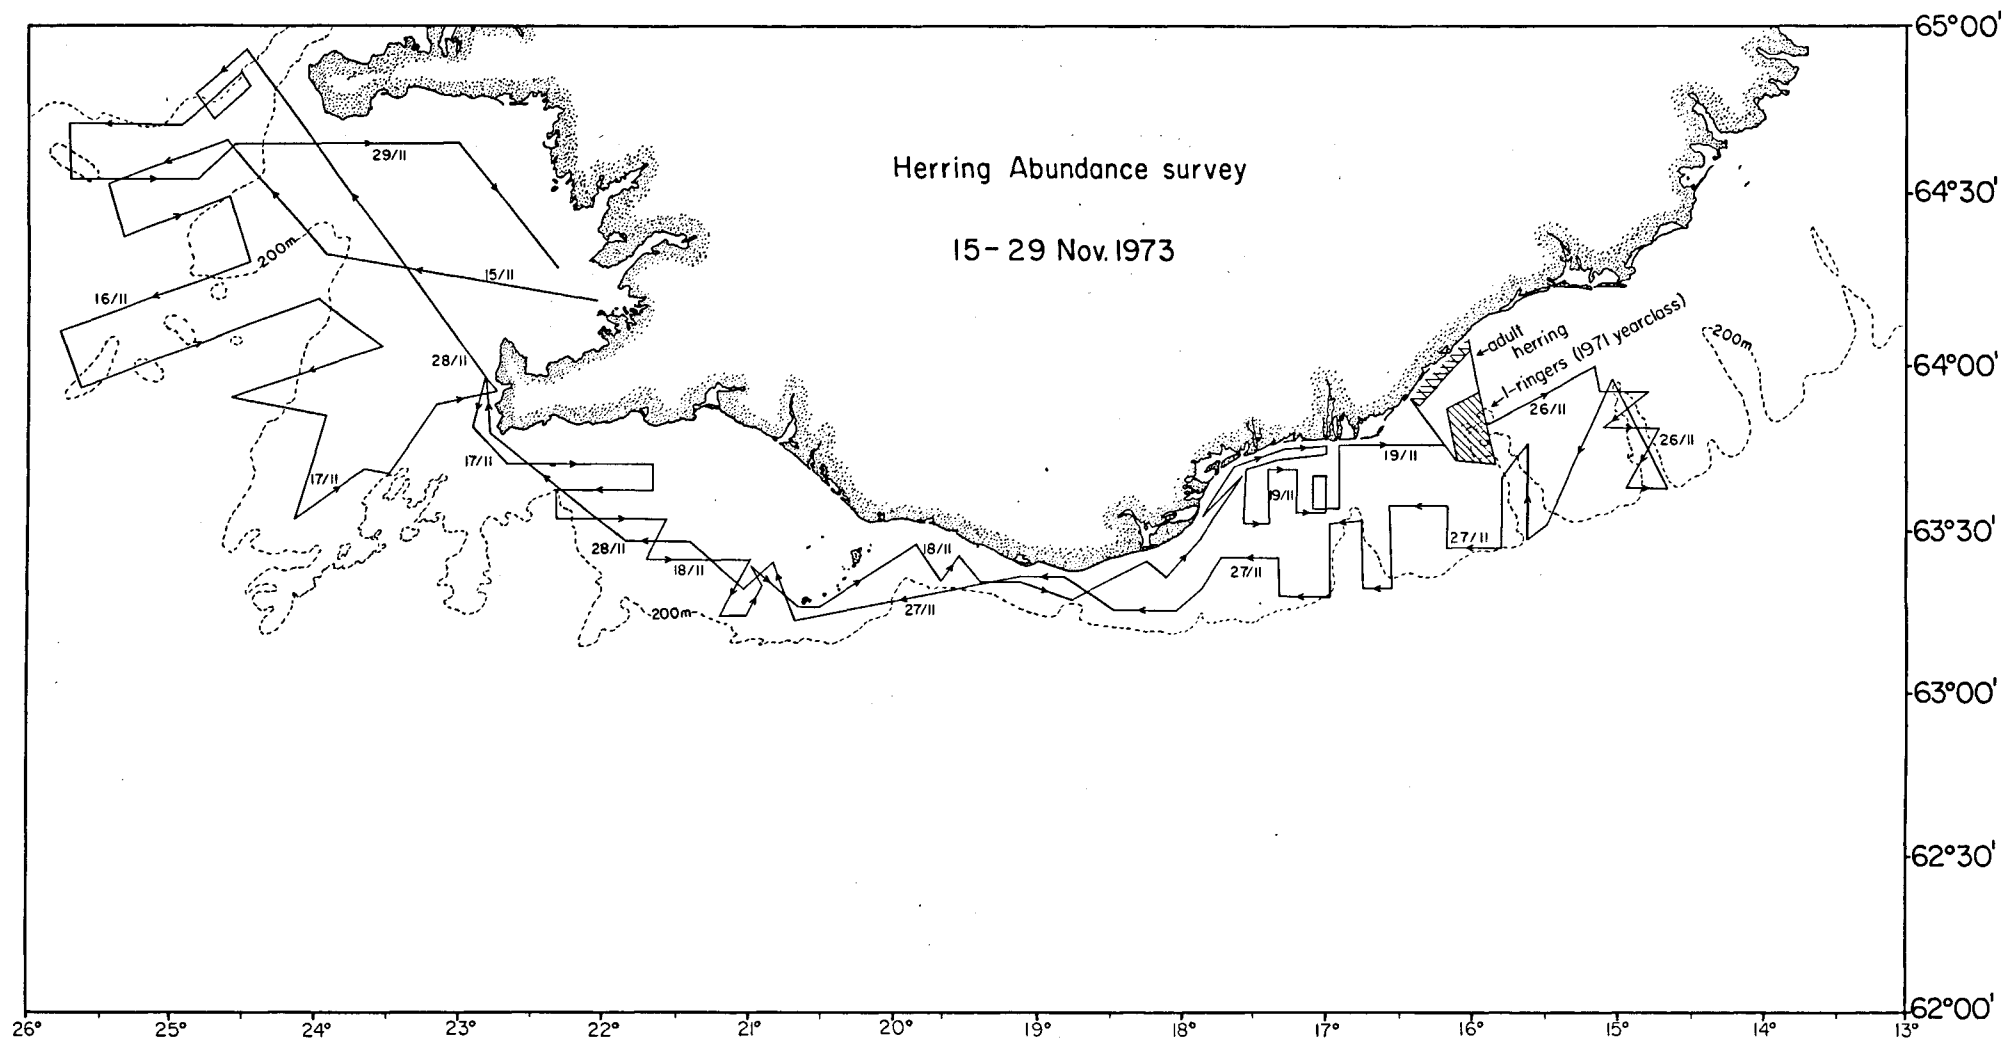 65°00'
29/11
Herring Abundance survey
64°30'
200m
15-29 Nov. 1973
15/11
16/11
adult
herring
1-ringers (1971 yearclass)
200m
28/11
64°00'
26/11
26/11
17/11
17/11
19/11
19/11
63°30'
28/11
18/11
18/11
27/11
27/11
27/11
200m
63°00'
62°30'
62°00'
26° 25° 24° 23° 22° 21° 20° 19° 18° 17° 16° 15° 14° 13°